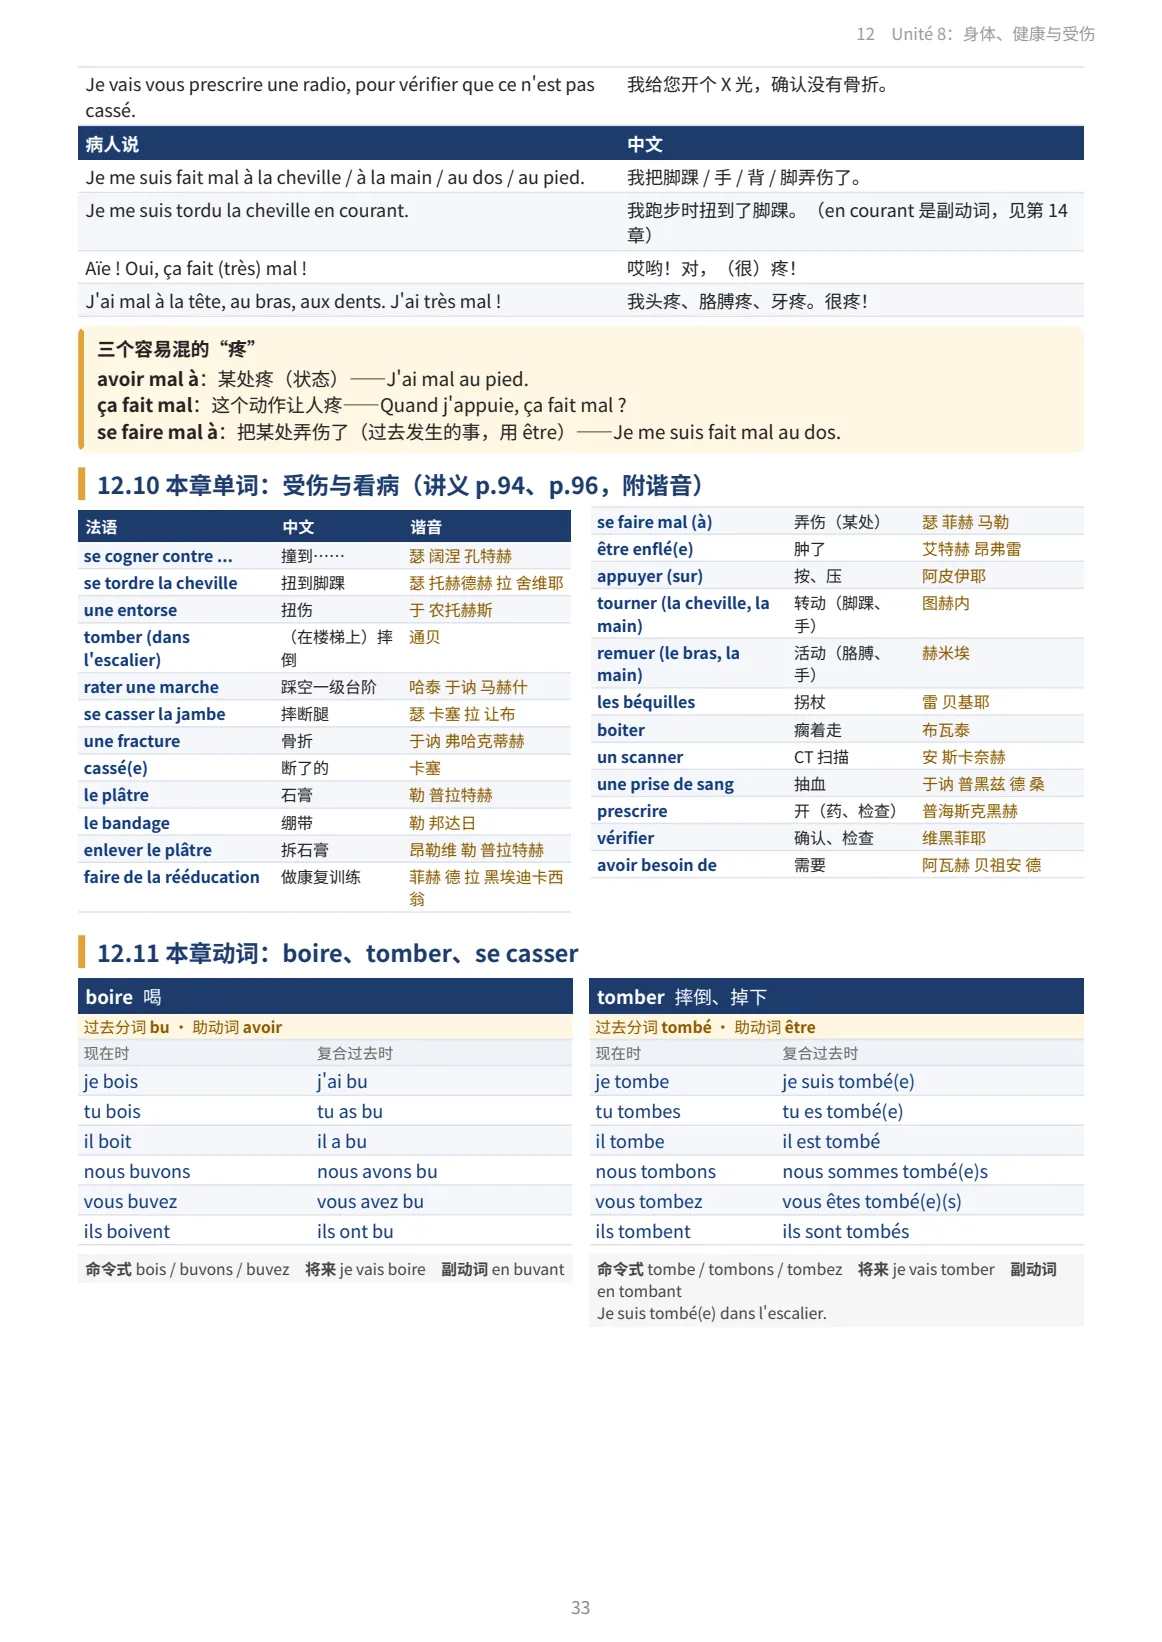 12 Unité 8：身体、健康与受伤
Je vais vous prescrire une radio, pour vérifier que ce n'est pas 我给您开个 X 光，确认没有骨折。
cassé.
病人说 中文
Je me suis fait mal à la cheville / à la main / au dos / au pied. 我把脚踝 / 手 / 背 / 脚弄伤了。
Je me suis tordu la cheville en courant. 我跑步时扭到了脚踝。（en courant 是副动词，见第 14
章）
Aïe ! Oui, ça fait (très) mal ! 哎哟！对，（很）疼！
J'ai mal à la tête, au bras, aux dents. J'ai très mal ! 我头疼、胳膊疼、牙疼。很疼！
三个容易混的“疼”
avoir mal à：某处疼（状态）——J'ai mal au pied.
ça fait mal：这个动作让人疼——Quand j'appuie, ça fait mal ?
se faire mal à：把某处弄伤了（过去发生的事，用 être）——Je me suis fait mal au dos.
12.10 本章单词：受伤与看病（讲义 p.94、p.96，附谐音）
法语 中文 谐音
se cogner contre ... 撞到…… 瑟 阔涅 孔特赫
se tordre la cheville 扭到脚踝 瑟 托赫德赫 拉 舍维耶
une entorse 扭伤 于 农托赫斯
tomber (dans （在楼梯上）摔 通贝
l'escalier) 倒
rater une marche 踩空一级台阶 哈泰 于讷 马赫什
se casser la jambe 摔断腿 瑟 卡塞 拉 让布
une fracture 骨折 于讷 弗哈克蒂赫
cassé(e) 断了的 卡塞
le plâtre 石膏 勒 普拉特赫
le bandage 绷带 勒 邦达日
enlever le plâtre 拆石膏 昂勒维 勒 普拉特赫
faire de la rééducation 做康复训练 菲赫 德 拉 黑埃迪卡西
翁
se faire mal (à) 弄伤（某处） 瑟 菲赫 马勒
être enflé(e) 肿了 艾特赫 昂弗雷
appuyer (sur) 按、压 阿皮伊耶
tourner (la cheville, la 转动（脚踝、 图赫内
main) 手）
remuer (le bras, la 活动（胳膊、 赫米埃
main) 手）
les béquilles 拐杖 雷 贝基耶
boiter 瘸着走 布瓦泰
un scanner CT 扫描 安 斯卡奈赫
une prise de sang 抽血 于讷 普黑兹 德 桑
prescrire 开（药、检查） 普海斯克黑赫
vérifier 确认、检查 维黑菲耶
avoir besoin de 需要 阿瓦赫 贝祖安 德
12.11 本章动词：boire、tomber、se casser
boire 喝
过去分词 bu · 助动词 avoir
现在时 复合过去时
je bois j'ai bu
tu bois tu as bu
il boit il a bu
nous buvons nous avons bu
vous buvez vous avez bu
ils boivent ils ont bu
命令式 bois / buvons / buvez 将来 je vais boire 副动词 en buvant
tomber 摔倒、掉下
过去分词 tombé · 助动词 être
现在时 复合过去时
je tombe je suis tombé(e)
tu tombes tu es tombé(e)
il tombe il est tombé
nous tombons nous sommes tombé(e)s
vous tombez vous êtes tombé(e)(s)
ils tombent ils sont tombés
命令式 tombe / tombons / tombez 将来 je vais tomber 副动词
en tombant
Je suis tombé(e) dans l'escalier.
33